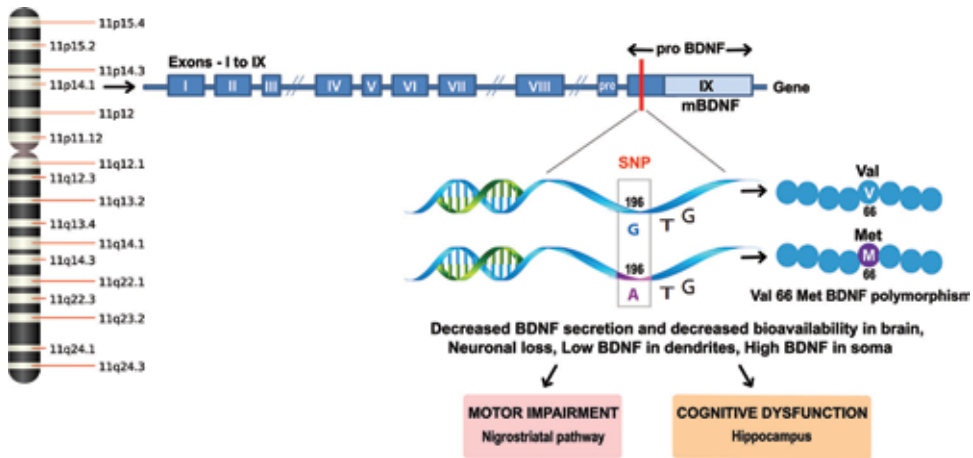 11p15.4
11p15.2
11p14.3
11p14.1
11p12
11p11.12
11q12.1
11q12.3
11q13.2
11q13.4
11q14.1
11q14.3
11q22.1
11q22.3
11q23.2
11q24.1
11q24.3
pro BDNF
Exons - I to IX
I II III // IV V VI VII // VIII // pre IX Gene
mBDNF
SNP
196
G T G
Val
V
66
196
A T G
Met
M
66
Val 66 Met BDNF polymorphism
Decreased BDNF secretion and decreased bioavailability in brain,
Neuronal loss, Low BDNF in dendrites, High BDNF in soma
MOTOR IMPAIRMENT
Nigrostriatal pathway
COGNITIVE DYSFUNCTION
Hippocampus